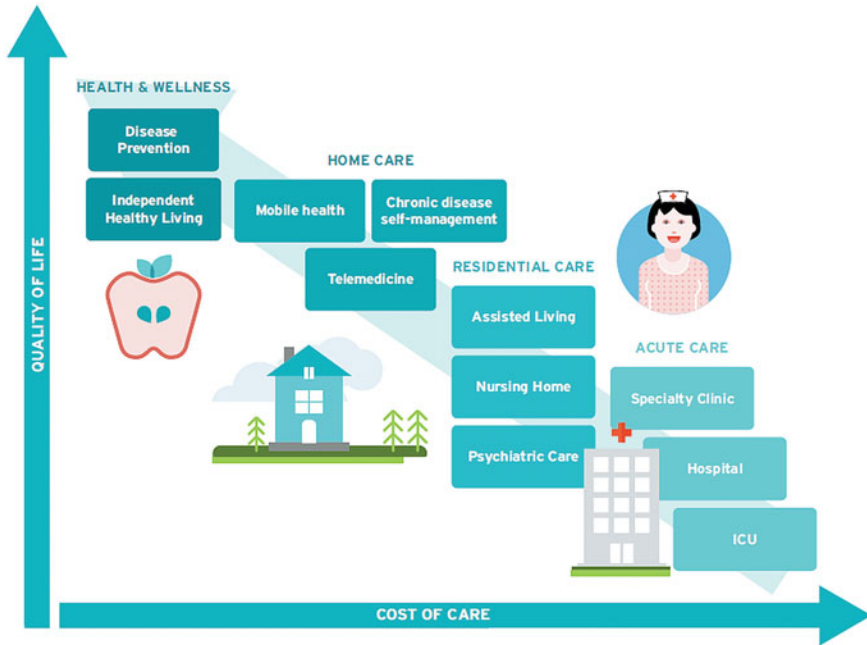 HEALTH & WELLNESS
Disease
Prevention
Independent
Healthy Living
HOME CARE
Mobile health
Chronic disease
self-management
Telemedicine
RESIDENTIAL CARE
Assisted Living
Nursing Home
Psychiatric Care
ACUTE CARE
Specialty Clinic
Hospital
ICU
QUALITY OF LIFE
COST OF CARE